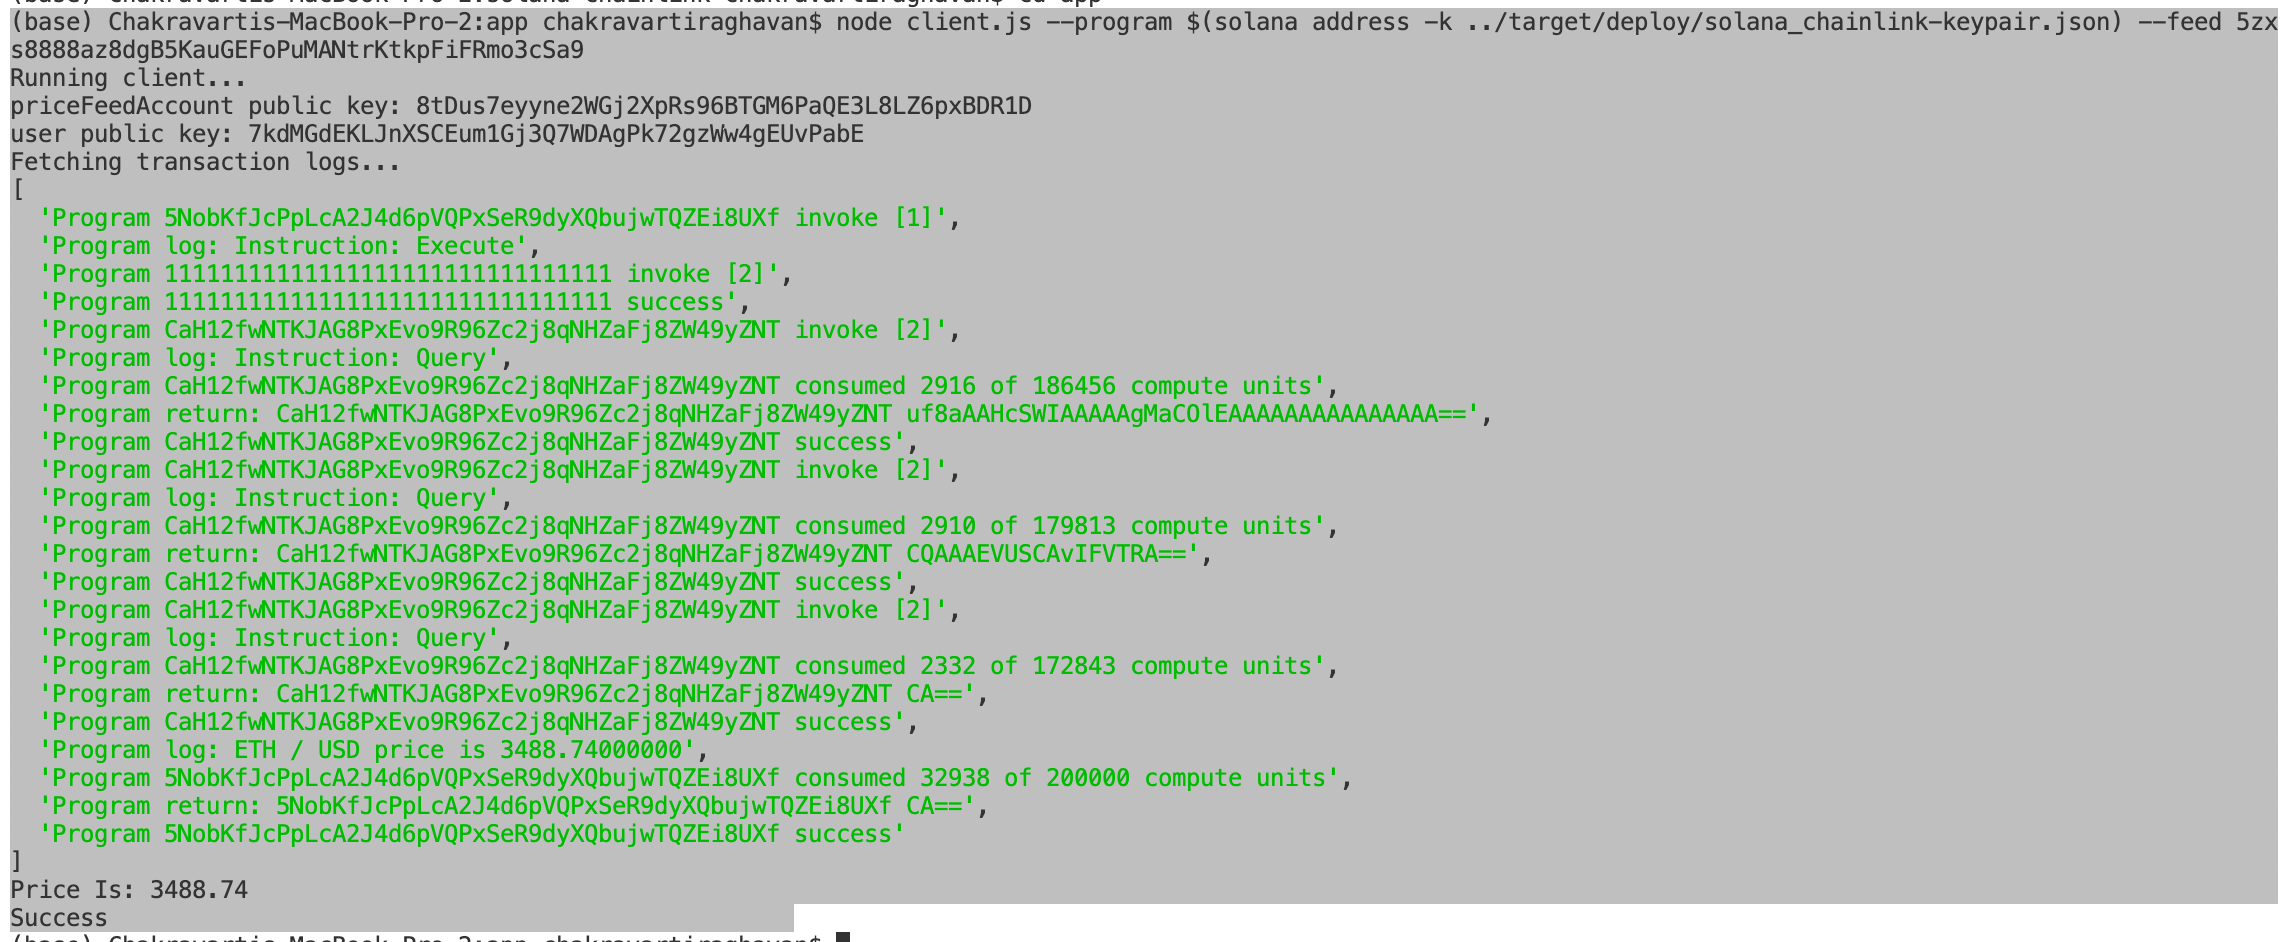 (base) Chakravartis-MacBook-Pro-2:app chakravartiraghavan$ node client.js --program $(solana address -k ../target/deploy/solana_chainlink-keypair.json) --feed 5zx
s8888az8dgB5KauGEFoPuMANtrKtkpFiFRmo3cSa9
Running client...
priceFeedAccount public key: 8tDus7eyyne2WGj2XpRs96BTGM6PaQE3L8LZ6pxBDR1D
user public key: 7kdMGdEKLJnXSCEum1Gj3Q7WDAgPk72gzWw4gEUvPabE
Fetching transaction logs...
[
  'Program 5NobKfJcPpLcA2J4d6pVQPxSeR9dyXQbujwTQZEi8UXf invoke [1]',
  'Program log: Instruction: Execute',
  'Program 11111111111111111111111111111111 invoke [2]',
  'Program 11111111111111111111111111111111 success',
  'Program CaH12fwNTKJAG8PxEvo9R96Zc2j8qNHZaFj8ZW49yZNT invoke [2]',
  'Program log: Instruction: Query',
  'Program CaH12fwNTKJAG8PxEvo9R96Zc2j8qNHZaFj8ZW49yZNT consumed 2916 of 186456 compute units',
  'Program return: CaH12fwNTKJAG8PxEvo9R96Zc2j8qNHZaFj8ZW49yZNT uf8aAAHcSWIAAAAAgMaCOlEAAAAAAAAAAAAAAA==',
  'Program CaH12fwNTKJAG8PxEvo9R96Zc2j8qNHZaFj8ZW49yZNT success',
  'Program CaH12fwNTKJAG8PxEvo9R96Zc2j8qNHZaFj8ZW49yZNT invoke [2]',
  'Program log: Instruction: Query',
  'Program CaH12fwNTKJAG8PxEvo9R96Zc2j8qNHZaFj8ZW49yZNT consumed 2910 of 179813 compute units',
  'Program return: CaH12fwNTKJAG8PxEvo9R96Zc2j8qNHZaFj8ZW49yZNT CQAAAEVUSCAvIFVTRA==',
  'Program CaH12fwNTKJAG8PxEvo9R96Zc2j8qNHZaFj8ZW49yZNT success',
  'Program CaH12fwNTKJAG8PxEvo9R96Zc2j8qNHZaFj8ZW49yZNT invoke [2]',
  'Program log: Instruction: Query',
  'Program CaH12fwNTKJAG8PxEvo9R96Zc2j8qNHZaFj8ZW49yZNT consumed 2332 of 172843 compute units',
  'Program return: CaH12fwNTKJAG8PxEvo9R96Zc2j8qNHZaFj8ZW49yZNT CA==',
  'Program CaH12fwNTKJAG8PxEvo9R96Zc2j8qNHZaFj8ZW49yZNT success',
  'Program log: ETH / USD price is 3488.74000000',
  'Program 5NobKfJcPpLcA2J4d6pVQPxSeR9dyXQbujwTQZEi8UXf consumed 32938 of 200000 compute units',
  'Program return: 5NobKfJcPpLcA2J4d6pVQPxSeR9dyXQbujwTQZEi8UXf CA==',
  'Program 5NobKfJcPpLcA2J4d6pVQPxSeR9dyXQbujwTQZEi8UXf success'
]
Price Is: 3488.74
Success
(base) Chakravartis-MacBook-Pro-2:app chakravartiraghavan$